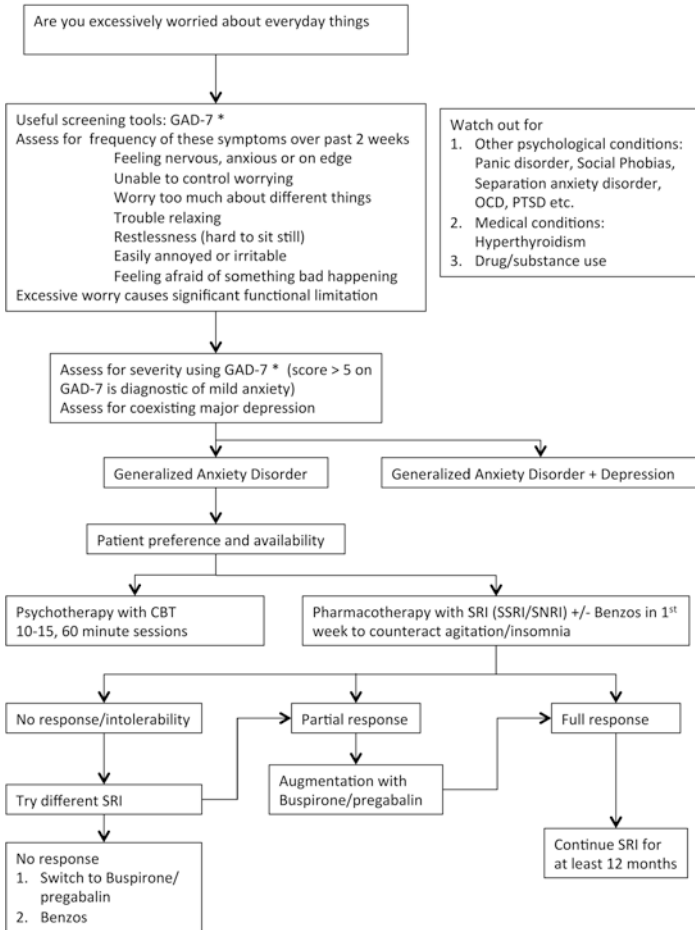 Are you excessively worried about everyday things
Useful screening tools: GAD-7 *
Assess for frequency of these symptoms over past 2 weeks
Feeling nervous, anxious or on edge
Unable to control worrying
Worry too much about different things
Trouble relaxing
Restlessness (hard to sit still)
Easily annoyed or irritable
Feeling afraid of something bad happening
Excessive worry causes significant functional limitation
Watch out for
1. Other psychological conditions:
Panic disorder, Social Phobias,
Separation anxiety disorder,
OCD, PTSD etc.
2. Medical conditions:
Hyperthyroidism
3. Drug/substance use
Assess for severity using GAD-7 * (score > 5 on
GAD-7 is diagnostic of mild anxiety)
Assess for coexisting major depression
Generalized Anxiety Disorder
Generalized Anxiety Disorder + Depression
Patient preference and availability
Psychotherapy with CBT
10-15, 60 minute sessions
Pharmacotherapy with SRI (SSRI/SNRI) +/- Benzos in 1st
week to counteract agitation/insomnia
No response/intolerability
Partial response
Full response
Try different SRI
Augmentation with
Buspirone/pregabalin
Continue SRI for
at least 12 months
No response
1. Switch to Buspirone/
pregabalin
2. Benzos